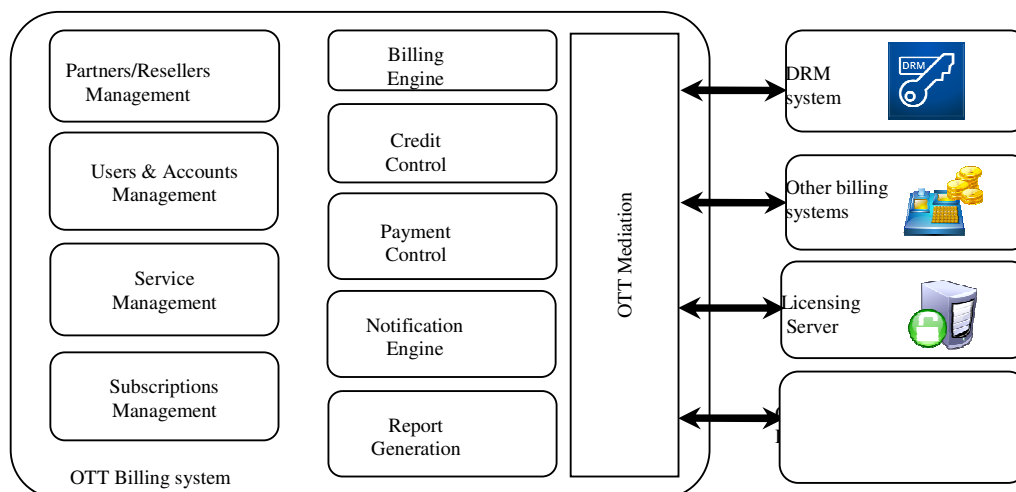 Partners/Resellers
Management
Users & Accounts
Management
Service
Management
Subscriptions
Management
OTT Billing system
Billing
Engine
Credit
Control
Payment
Control
Notification
Engine
Report
Generation
OTT Mediation
DRM
system
DRM
Other billing
systems
Licensing
Server